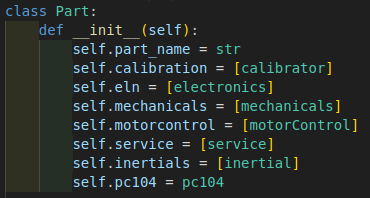 class Part:
def __init__(self):
self.part_name = str
self.calibration = [calibrator]
self.eln = [electronics]
self.mechanicals = [mechanicals]
self.motorcontrol = [motorControl]
self.service = [service]
self.inertials = [inertial]
self.pc104 = pc104